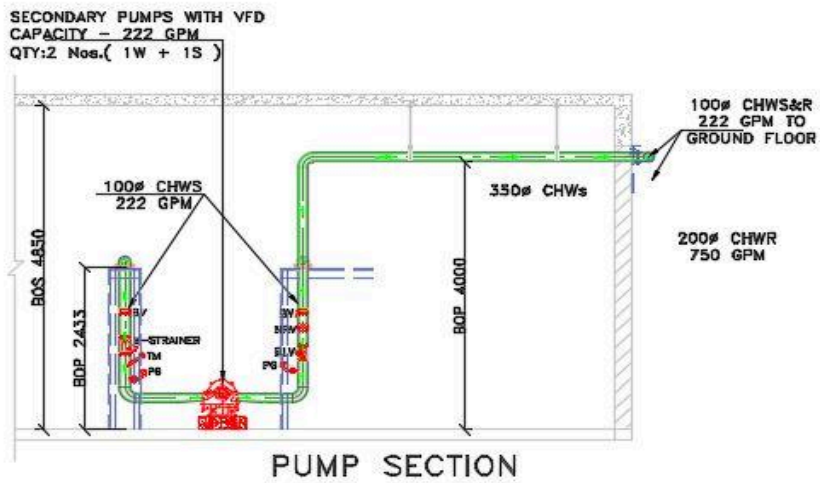 SECONDARY PUMPS WITH VFD
CAPACITY - 222 GPM
QTY:2 Nos.( 1W + 1S )
100ø CHWS&R
222 GPM TO
GROUND FLOOR
350ø CHWs
100ø CHWS
222 GPM
200ø CHWR
750 GPM
BOS 4850
BOP 2433
BOP 4000
BV
STRAINER
TM
PG
BV
NRV
PG
PUMP SECTION